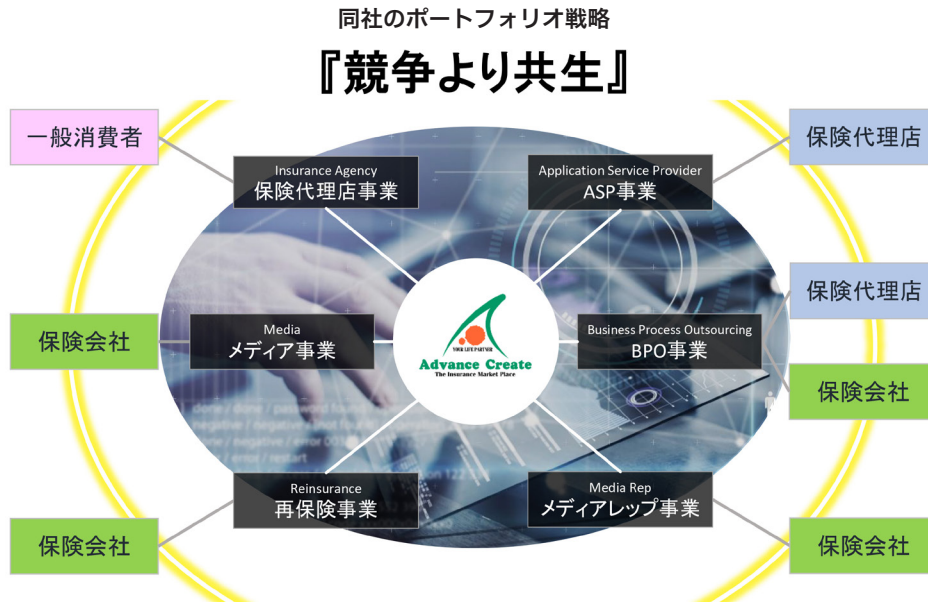 同社のポートフォリオ戦略
『競争より共生』
一般消費者
保険代理店
Insurance Agency
保険代理店事業
Application Service Provider
ASP事業
保険代理店
保険会社
Media
メディア事業
YOUR LIFE PARTNER
Advance Create
The Insurance Market Place
Business Process Outsourcing
BPO事業
保険会社
Reinsurance
再保険事業
Media Rep
メディアレップ事業
保険会社
保険会社